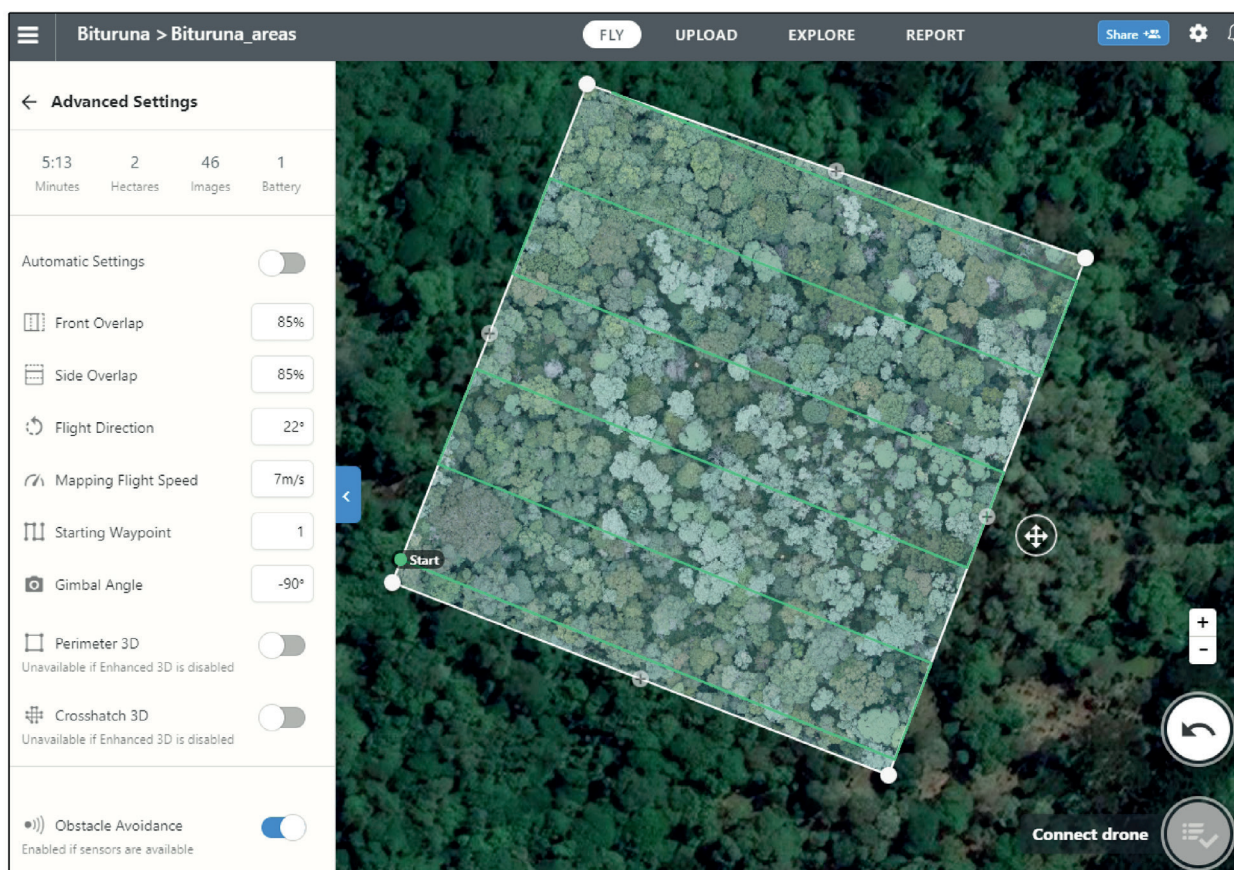 Bituruna > Bituruna_areas
FLY
UPLOAD
EXPLORE
REPORT
Share
Advanced Settings
5:13
2
46
1
Minutes
Hectares
Images
Battery
Automatic Settings
Front Overlap
85%
Side Overlap
85%
Flight Direction
22°
Mapping Flight Speed
7m/s
Starting Waypoint
1
Gimbal Angle
-90°
Perimeter 3D
Unavailable if Enhanced 3D is disabled
Crosshatch 3D
Unavailable if Enhanced 3D is disabled
Obstacle Avoidance
Enabled if sensors are available
Start
+
-
Connect drone